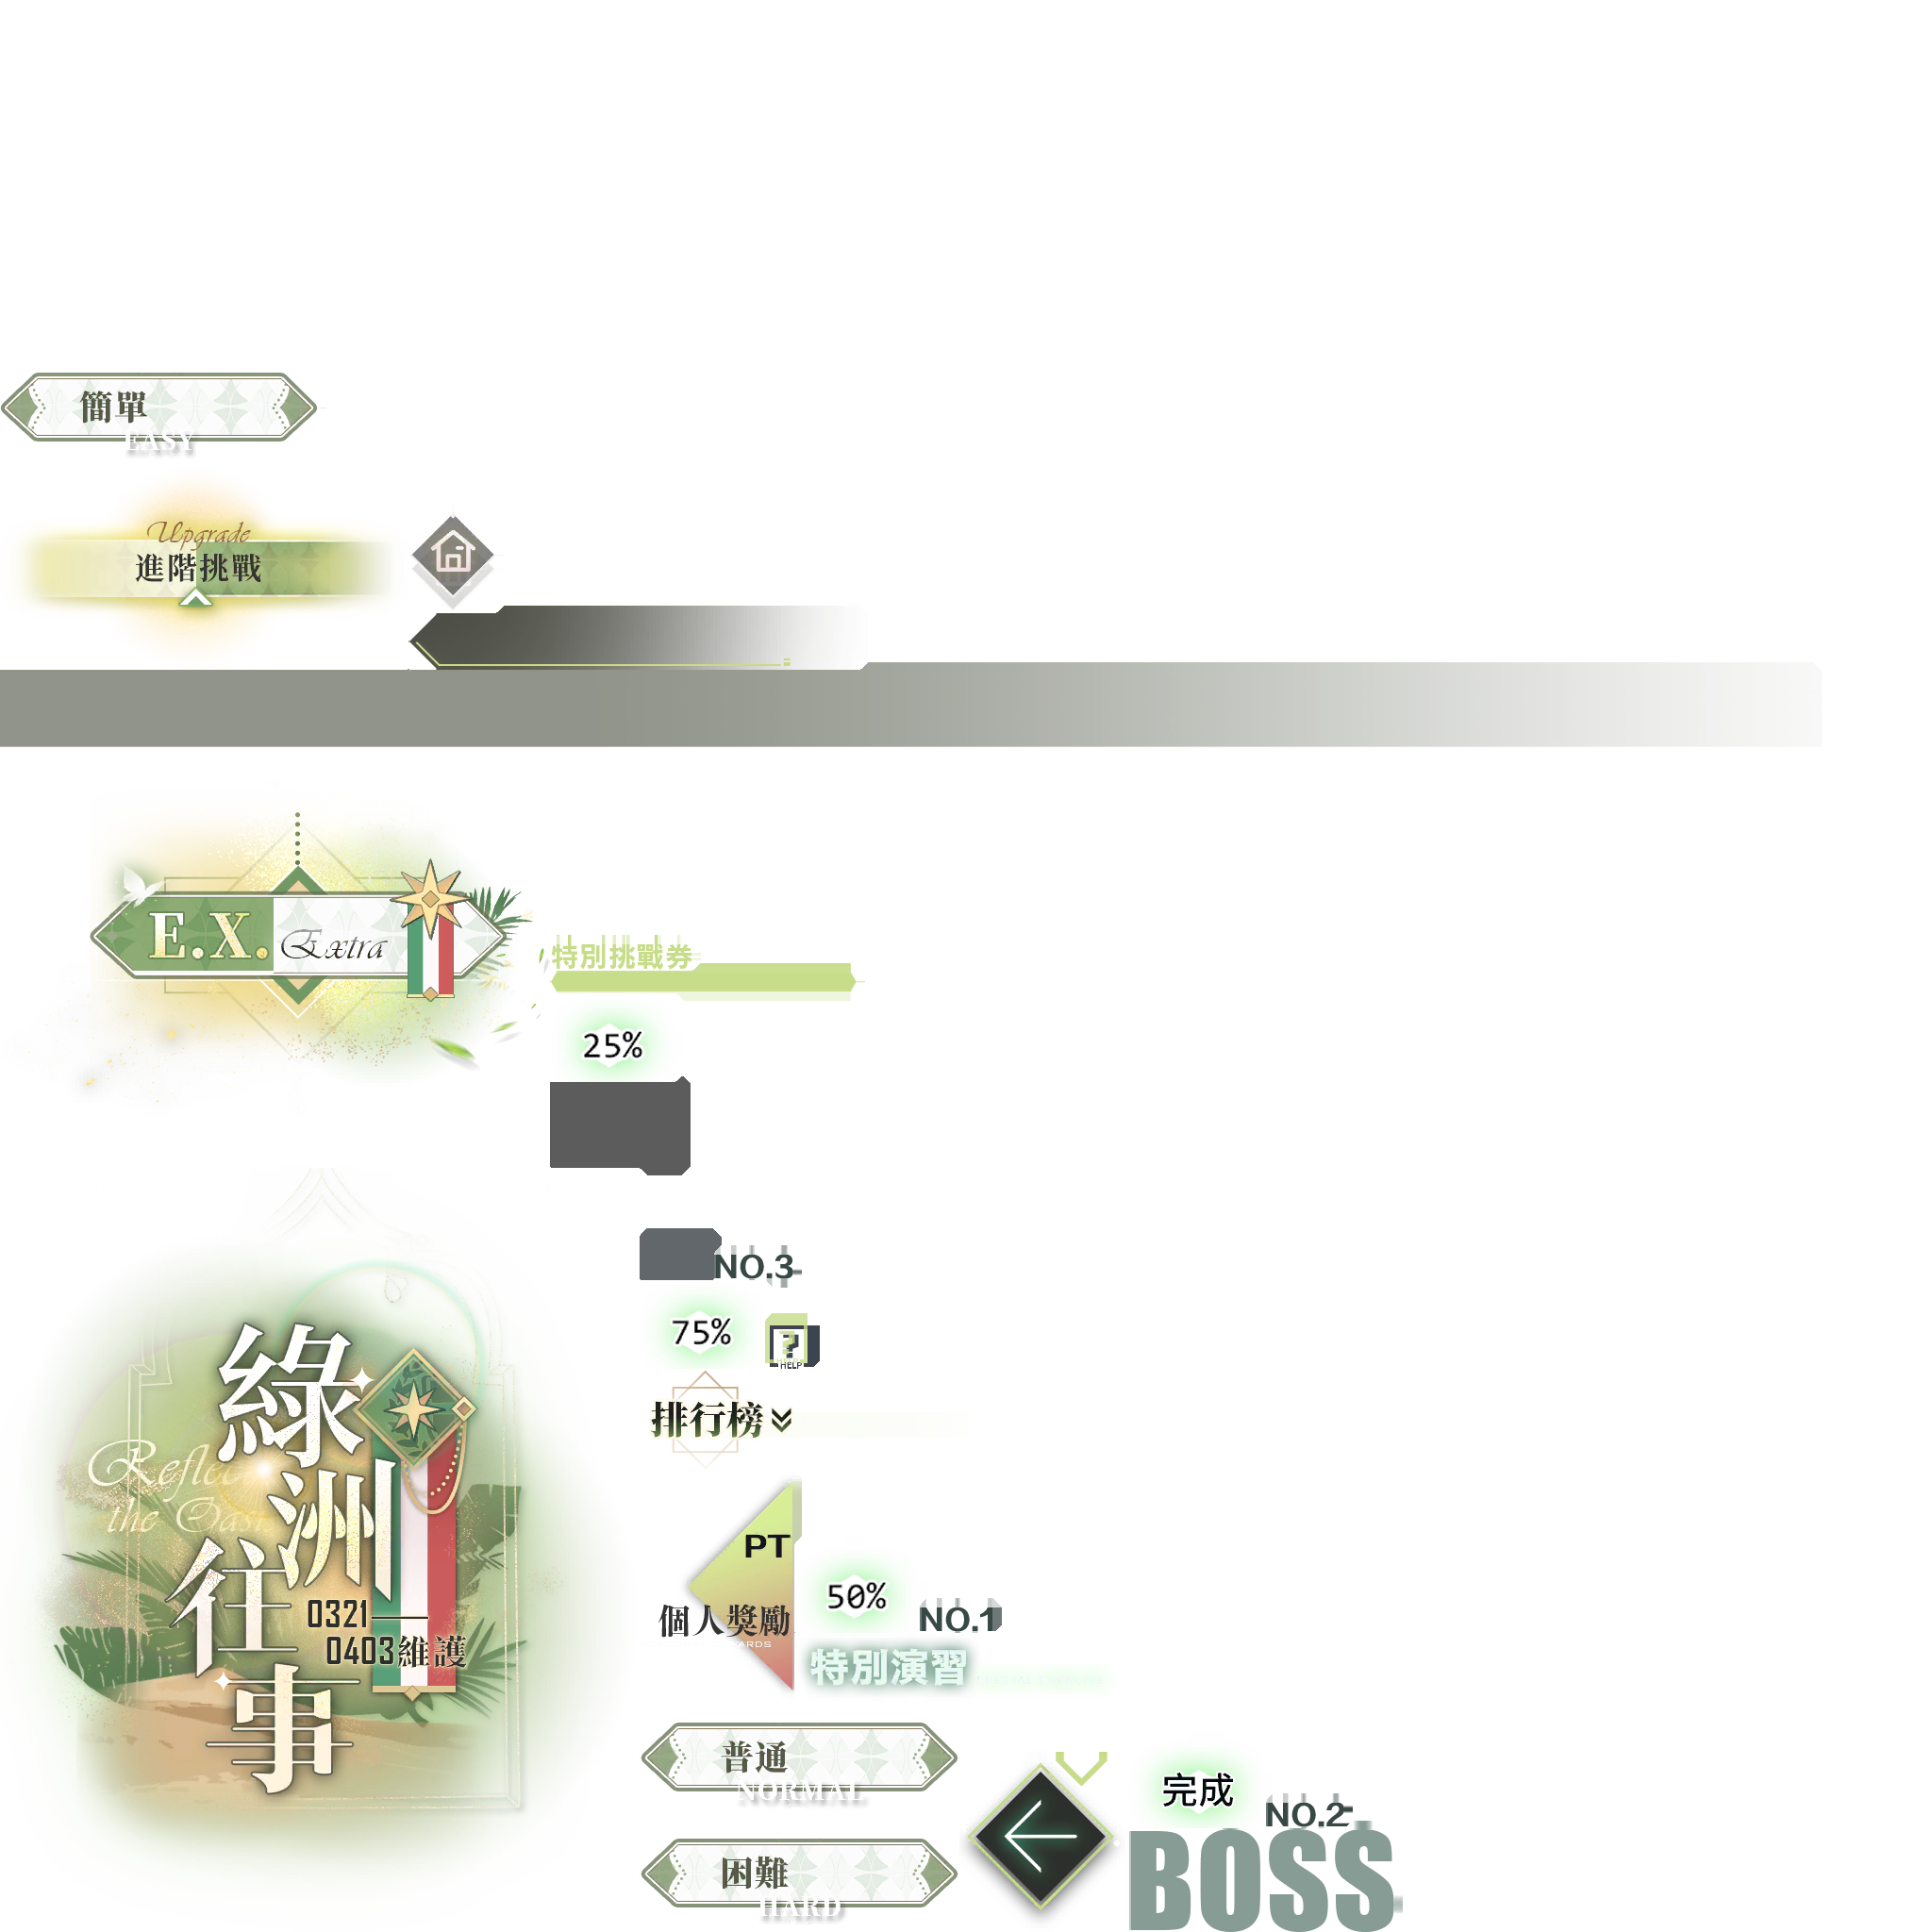 簡單
EASY
Upgrade
進階挑戰
E.X. Extra
特別挑戰券
25%
NO.3
75%
?
HELP
排行榜
綠洲往事
the Oasis
0321
0403維護
PT
個人獎勵
50%
NO.1
特別演習
普通
NORMAL
困難
HARD
完成
NO.2
BOSS